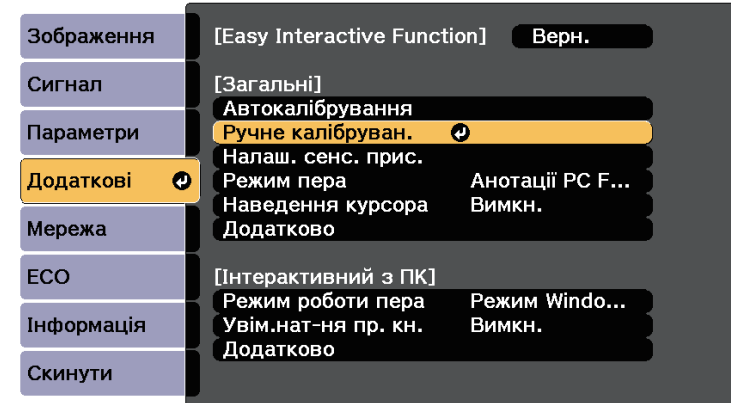 Зображення
Сигнал
Параметри
Додаткові
Мережа
ECO
Інформація
Скинути
[Easy Interactive Function] Верн.
[Загальні]
Автокалібрування
Ручне калібруван.
Налаш. сенс. прис.
Режим пера Анотації PC F...
Наведення курсора Вимкн.
Додатково
[Інтерактивний з ПК]
Режим роботи пера Режим Windo...
Увім.нат-ня пр. кн. Вимкн.
Додатково